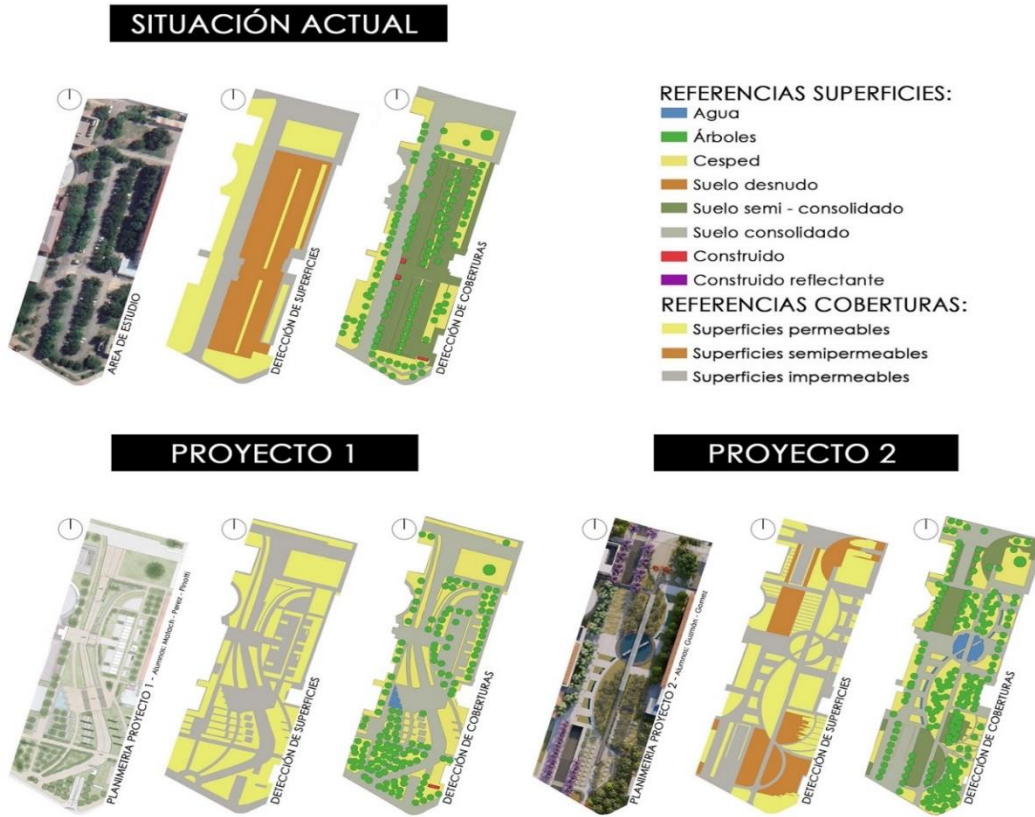 SITUACIÓN ACTUAL
AREA DE ESTUDIO
DETECCIÓN DE SUPERFICIES
DETECCIÓN DE COBERTURAS
REFERENCIAS SUPERFICIES:
Agua
Árboles
Cesped
Suelo desnudo
Suelo semi - consolidado
Suelo consolidado
Construido
Construido reflectante
REFERENCIAS COBERTURAS:
Superficies permeables
Superficies semipermeables
Superficies impermeables
PROYECTO 1
PLANIMETRIA PROYECTO 1 - Alumnos: Perez - Pinotti
DETECCIÓN DE SUPERFICIES
DETECCIÓN DE COBERTURAS
PROYECTO 2
PLANIMETRIA PROYECTO 2 - Alumnos: Guzmán - Gomez
DETECCIÓN DE SUPERFICIES
DETECCIÓN DE COBERTURAS